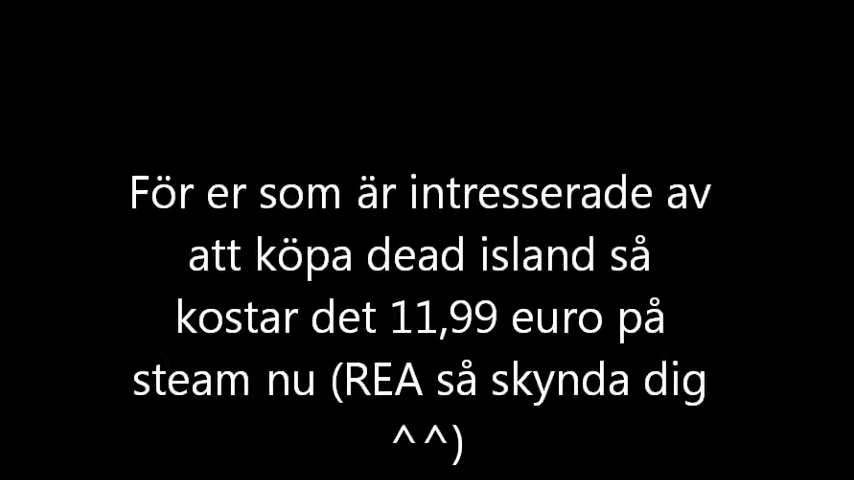 För er som är intresserade av
att köpa dead island så
kostar det 11,99 euro på
steam nu (REA så skynda dig
^^)